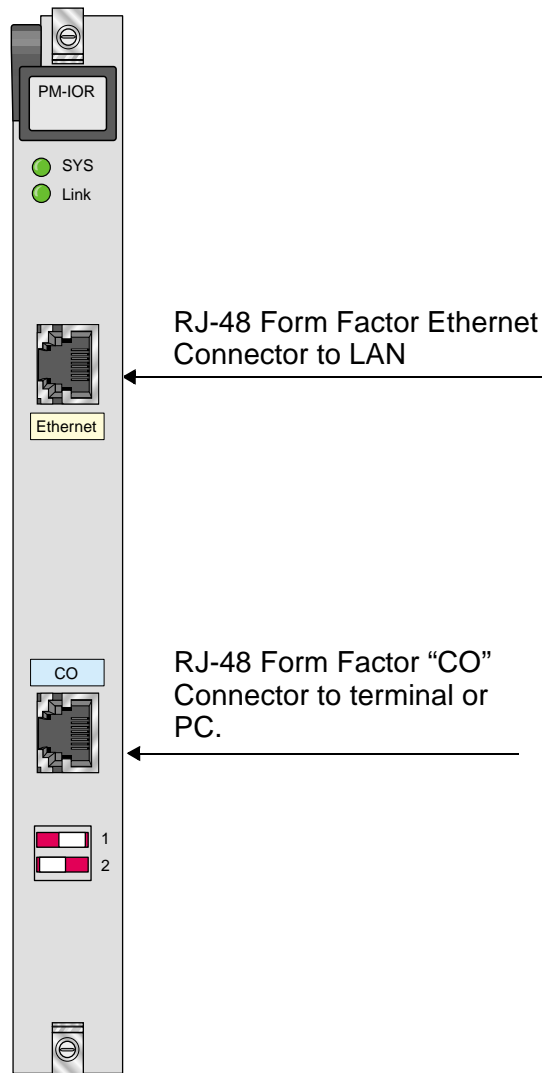 PM-IOR
SYS
Link
RJ-48 Form Factor Ethernet
Connector to LAN
Ethernet
CO
RJ-48 Form Factor “CO”
Connector to terminal or
PC.
1
2